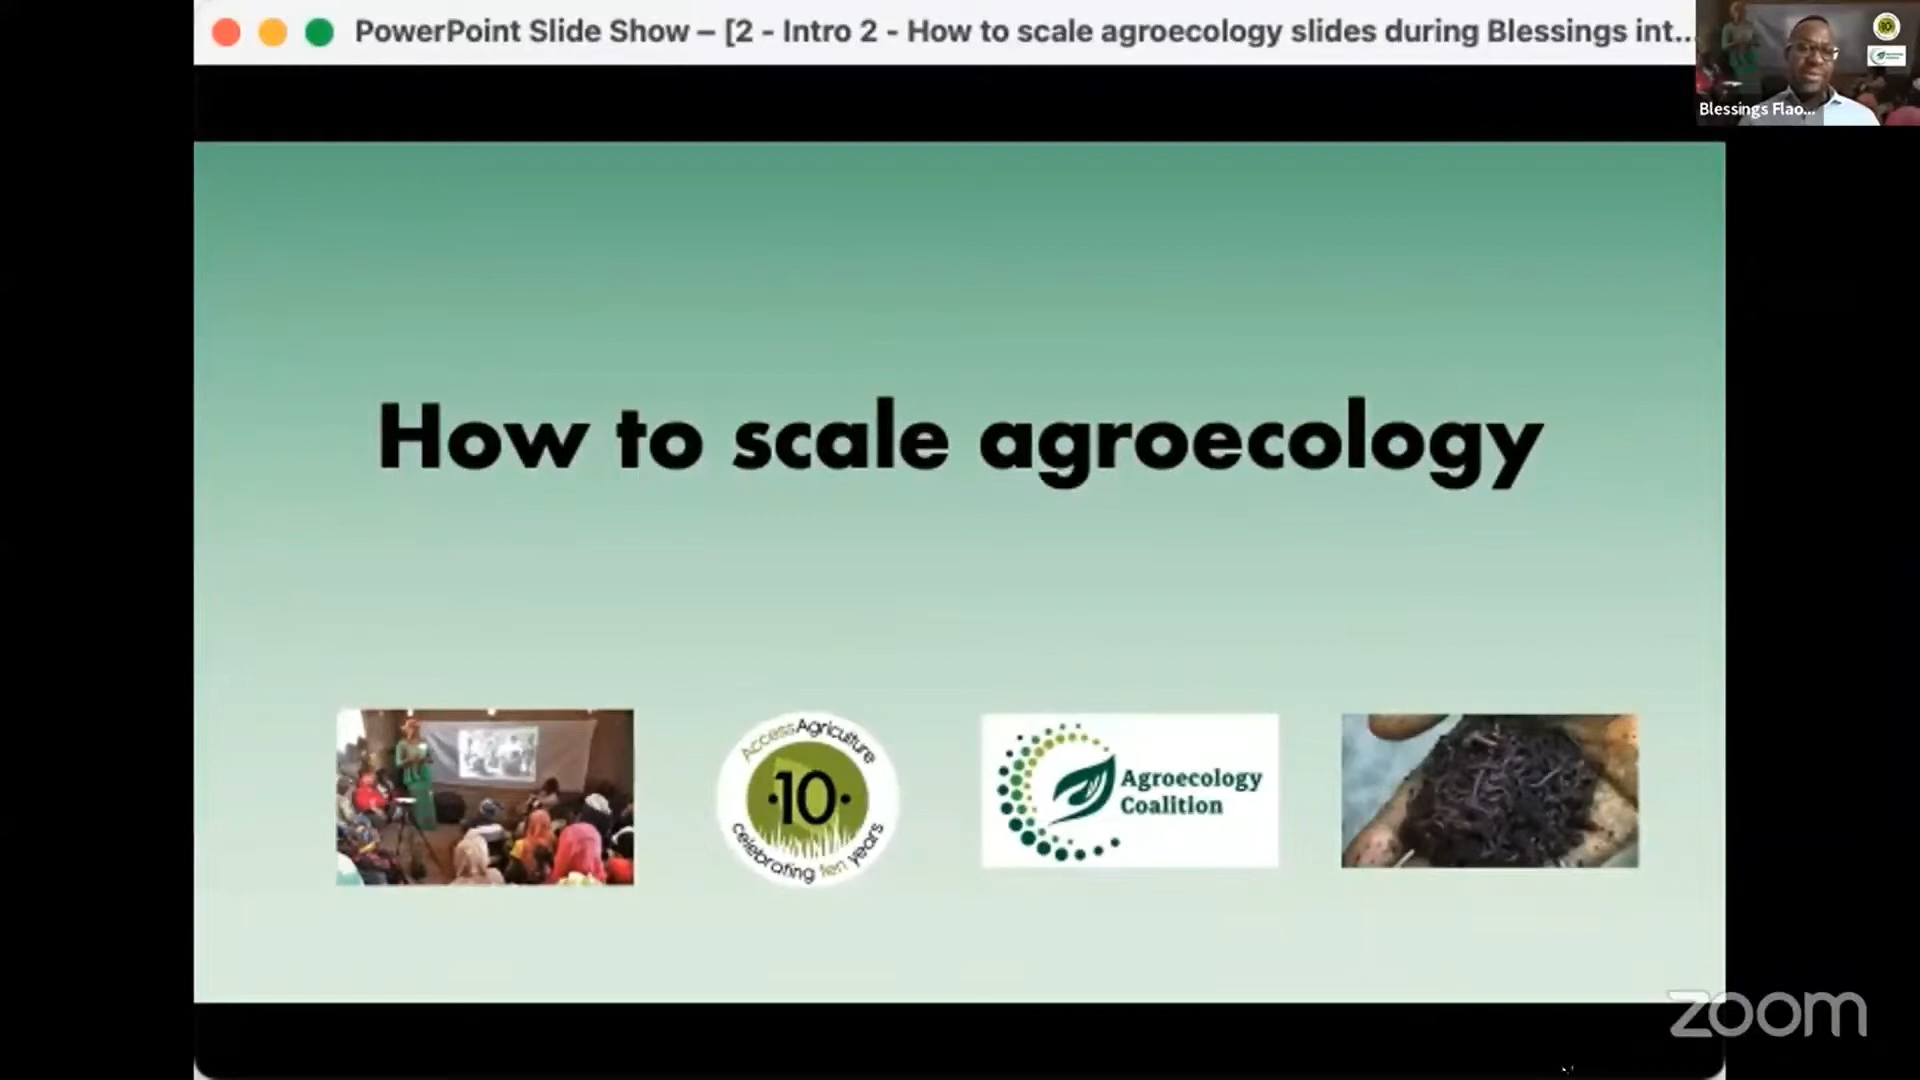 PowerPoint Slide Show – [2 - Intro 2 - How to scale agroecology slides during Blessings int...
10
Blessings Flao...
How to scale agroecology
AccessAgriculture
·10·
celebrating ten years
Agroecology
Coalition
zoom